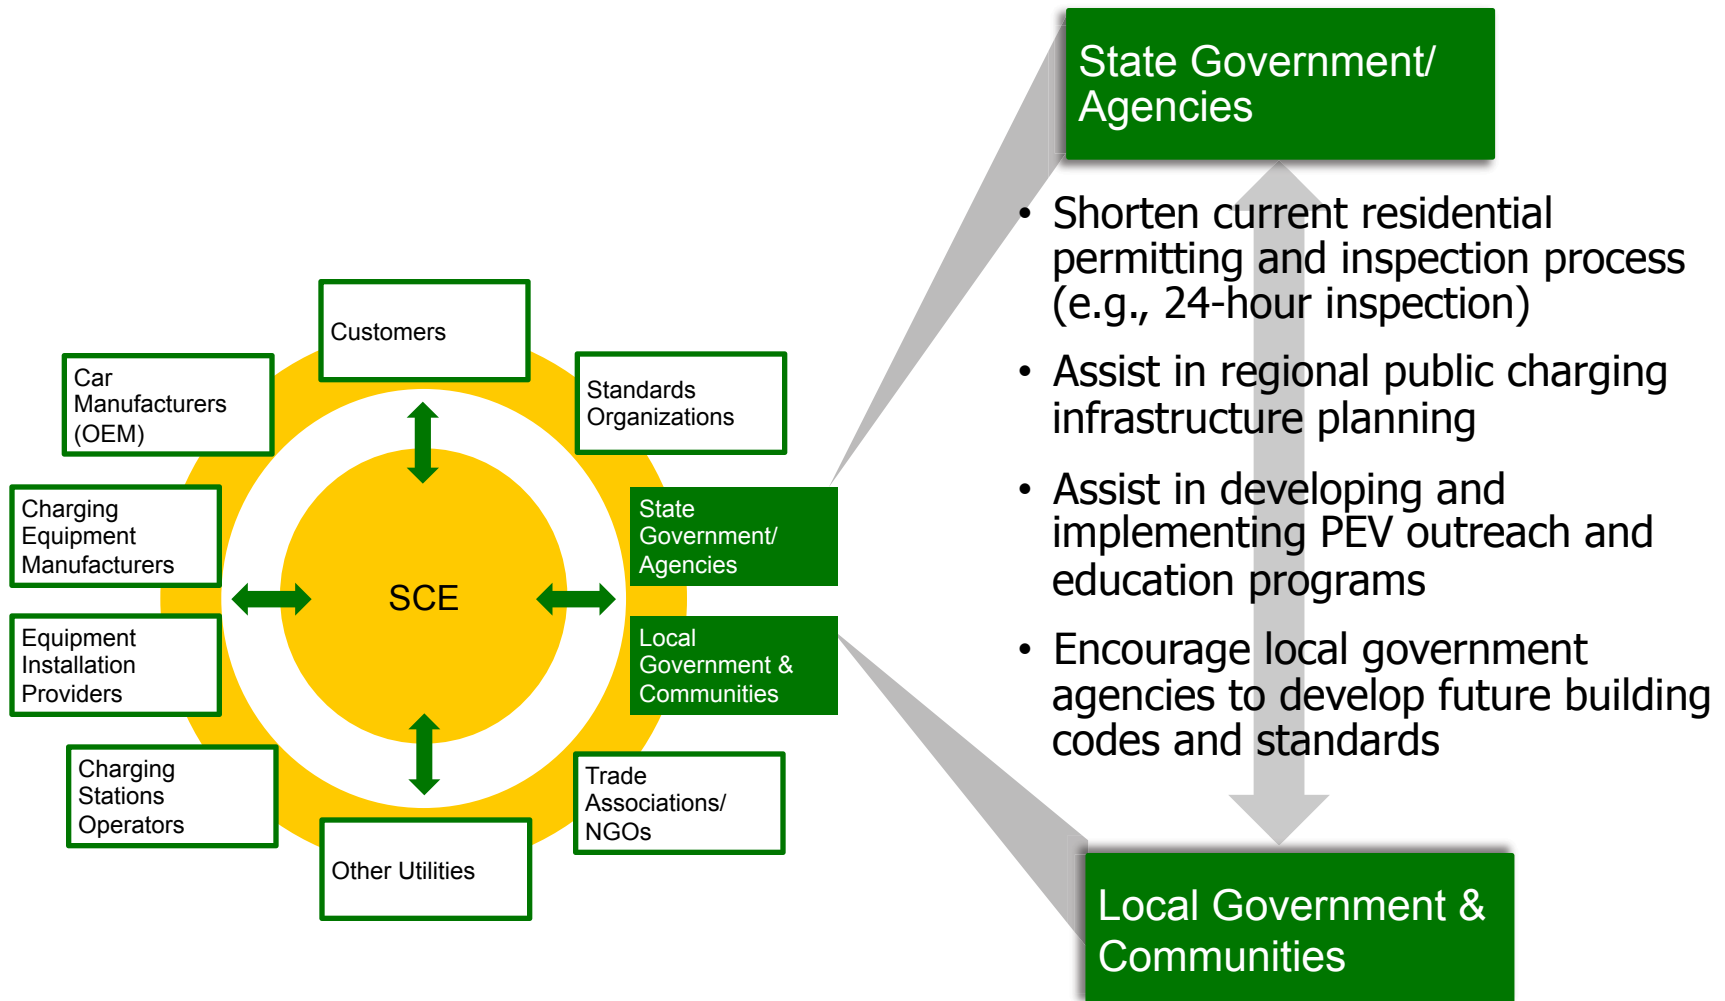 Customers
Car
Manufacturers
(OEM)
Standards
Organizations
Charging
Equipment
Manufacturers
State
Government/
Agencies
SCE
Equipment
Installation
Providers
Local
Government &
Communities
Charging
Stations
Operators
Trade
Associations/
NGOs
Other Utilities
State Government/
Agencies
• Shorten current residential
permitting and inspection process
(e.g., 24-hour inspection)
• Assist in regional public charging
infrastructure planning
• Assist in developing and
implementing PEV outreach and
education programs
• Encourage local government
agencies to develop future building
codes and standards
Local Government &
Communities